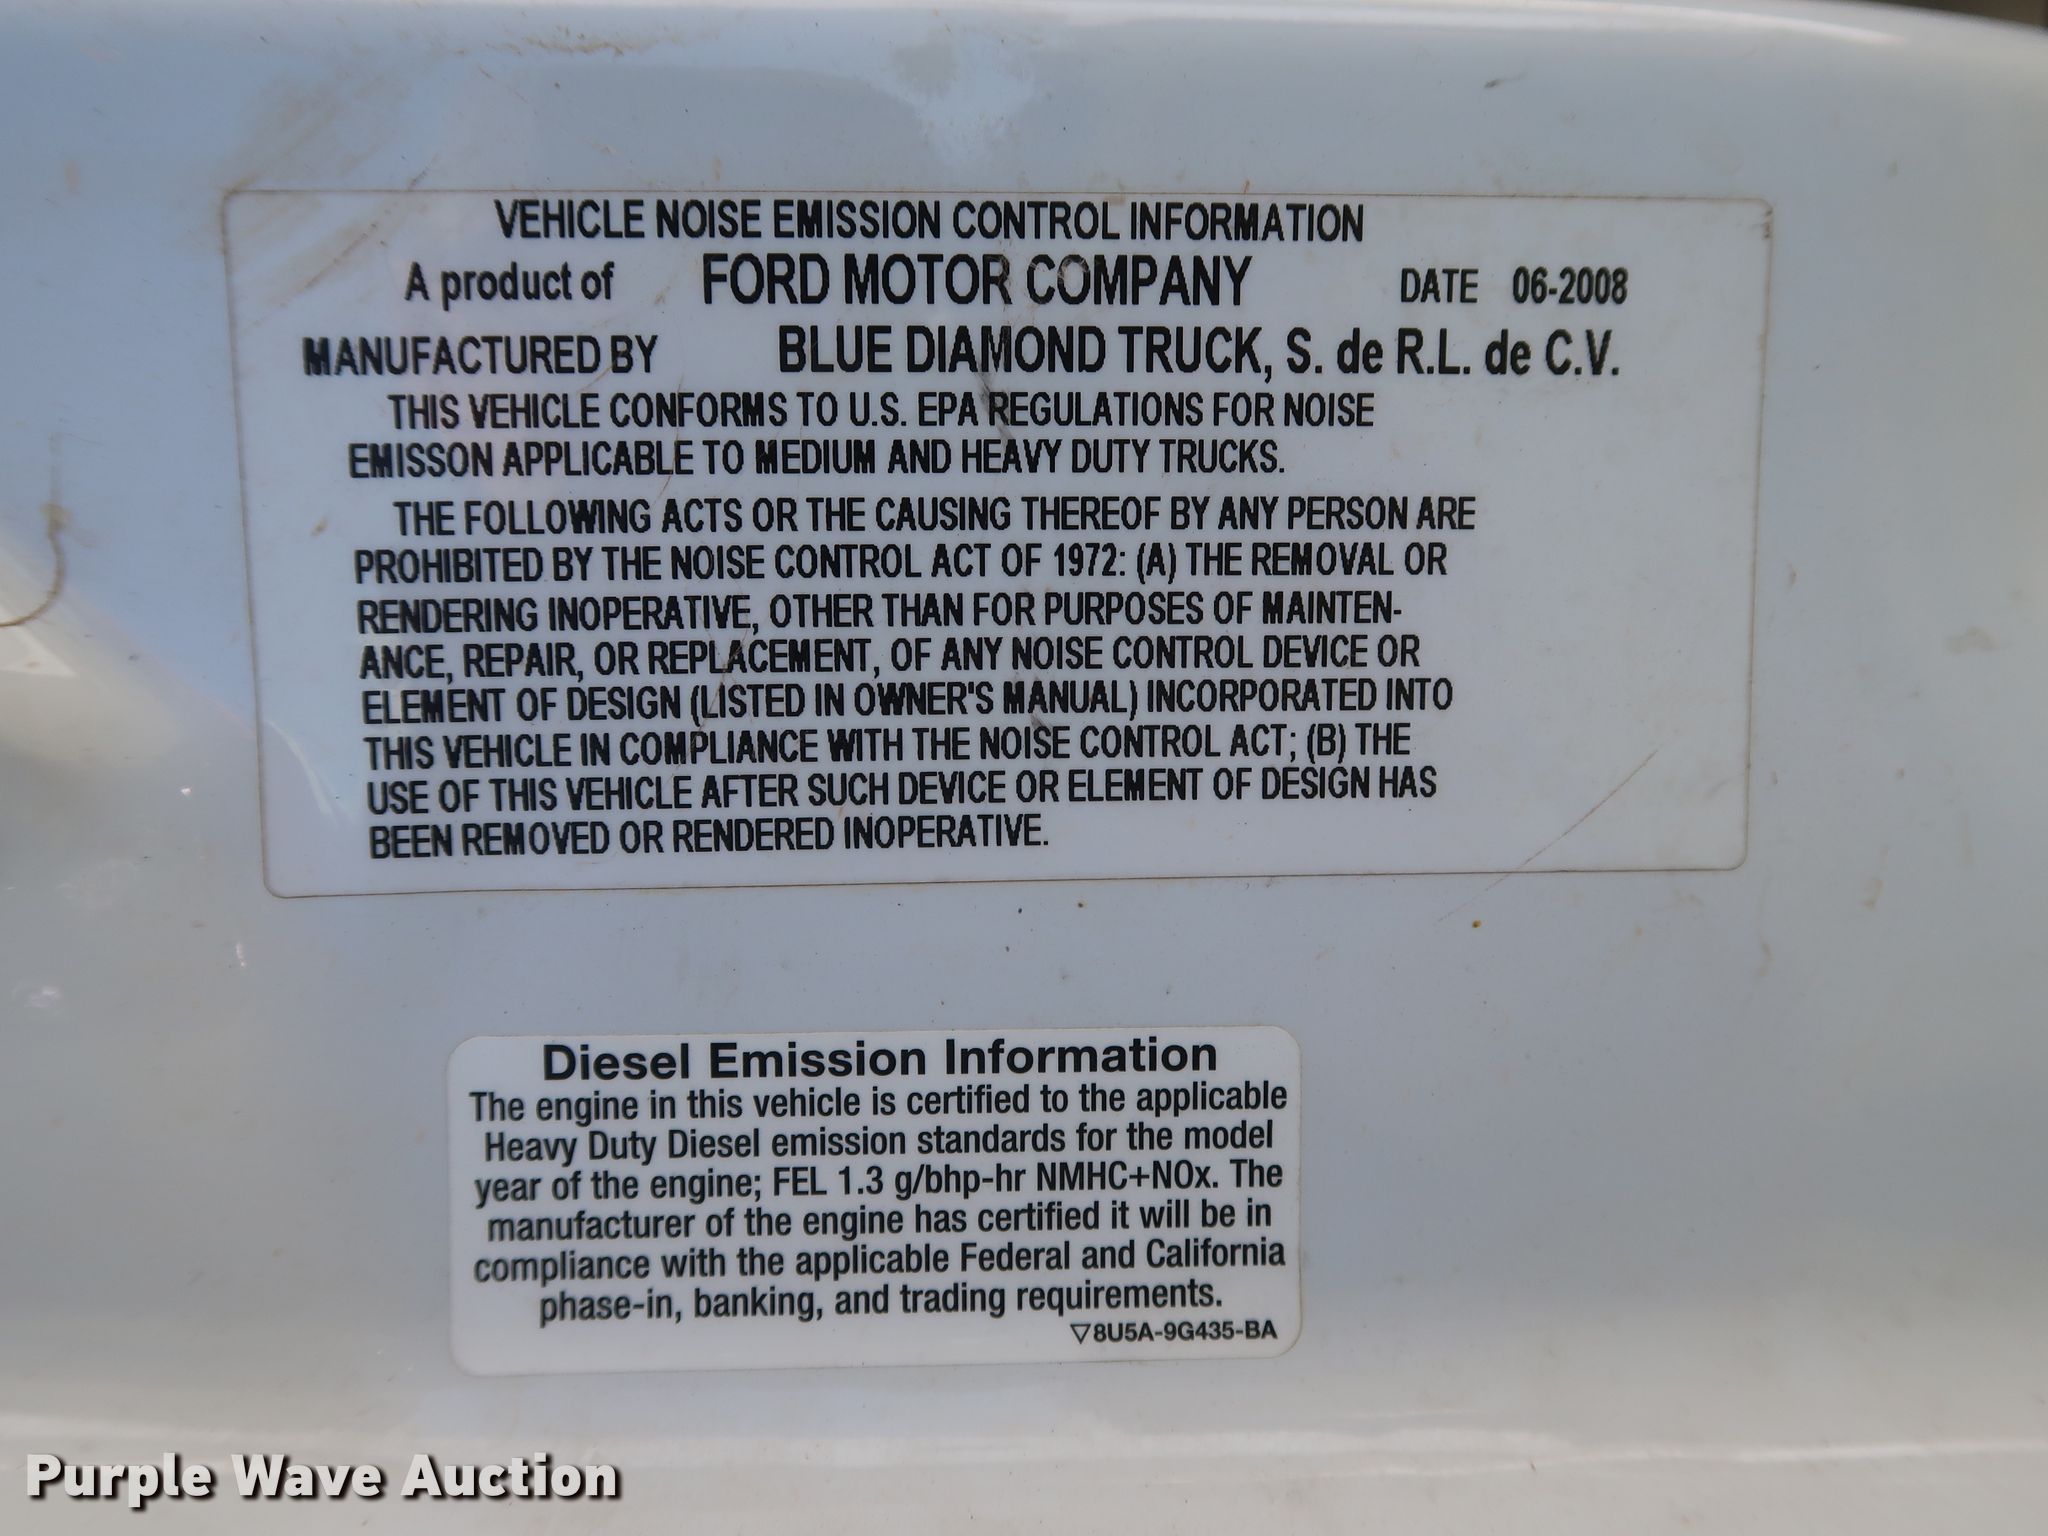 VEHICLE NOISE EMISSION CONTROL INFORMATION
A product of FORD MOTOR COMPANY DATE 06-2008
MANUFACTURED BY BLUE DIAMOND TRUCK, S. de R.L. de C.V.
THIS VEHICLE CONFORMS TO U.S. EPA REGULATIONS FOR NOISE
EMISSON APPLICABLE TO MEDIUM AND HEAVY DUTY TRUCKS.
THE FOLLOWING ACTS OR THE CAUSING THEREOF BY ANY PERSON ARE
PROHIBITED BY THE NOISE CONTROL ACT OF 1972: (A) THE REMOVAL OR
RENDERING INOPERATIVE, OTHER THAN FOR PURPOSES OF MAINTEN-
ANCE, REPAIR, OR REPLACEMENT, OF ANY NOISE CONTROL DEVICE OR
ELEMENT OF DESIGN (LISTED IN OWNER'S MANUAL) INCORPORATED INTO
THIS VEHICLE IN COMPLIANCE WITH THE NOISE CONTROL ACT; (B) THE
USE OF THIS VEHICLE AFTER SUCH DEVICE OR ELEMENT OF DESIGN HAS
BEEN REMOVED OR RENDERED INOPERATIVE.
Diesel Emission Information
The engine in this vehicle is certified to the applicable
Heavy Duty Diesel emission standards for the model
year of the engine; FEL 1.3 g/bhp-hr NMHC+NOx. The
manufacturer of the engine has certified it will be in
compliance with the applicable Federal and California
phase-in, banking, and trading requirements.
▽8U5A-9G435-BA
Purple Wave Auction